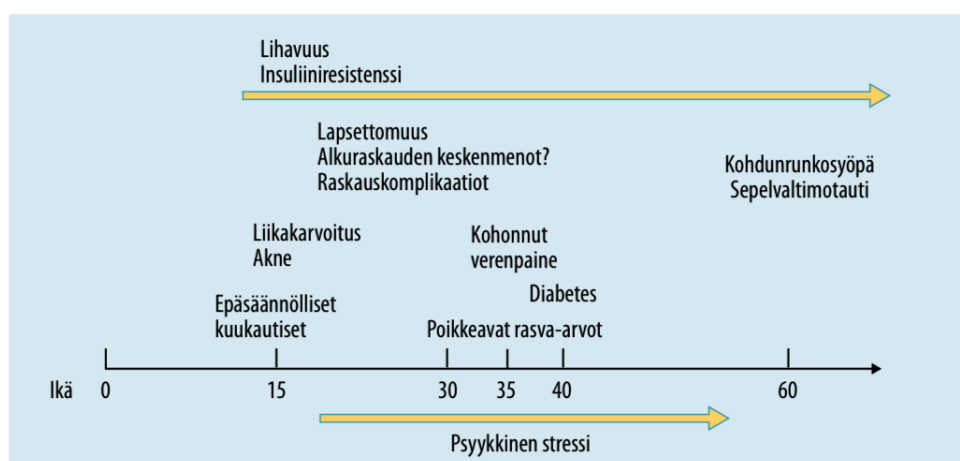 Lihavuus
Insuliiniresistenssi
Lapsettomuus
Alkuraskauden keskenmenot?
Raskauskomplikaatiot
Kohdunrunkosyöpä
Sepelvaltimotauti
Liikakarvoitus
Akne
Kohonnut
verenpaine
Diabetes
Epäsäännölliset
kuukautiset
Poikkeavat rasva-arvot
Ikä 0 15 30 35 40 60
Psyykkinen stressi